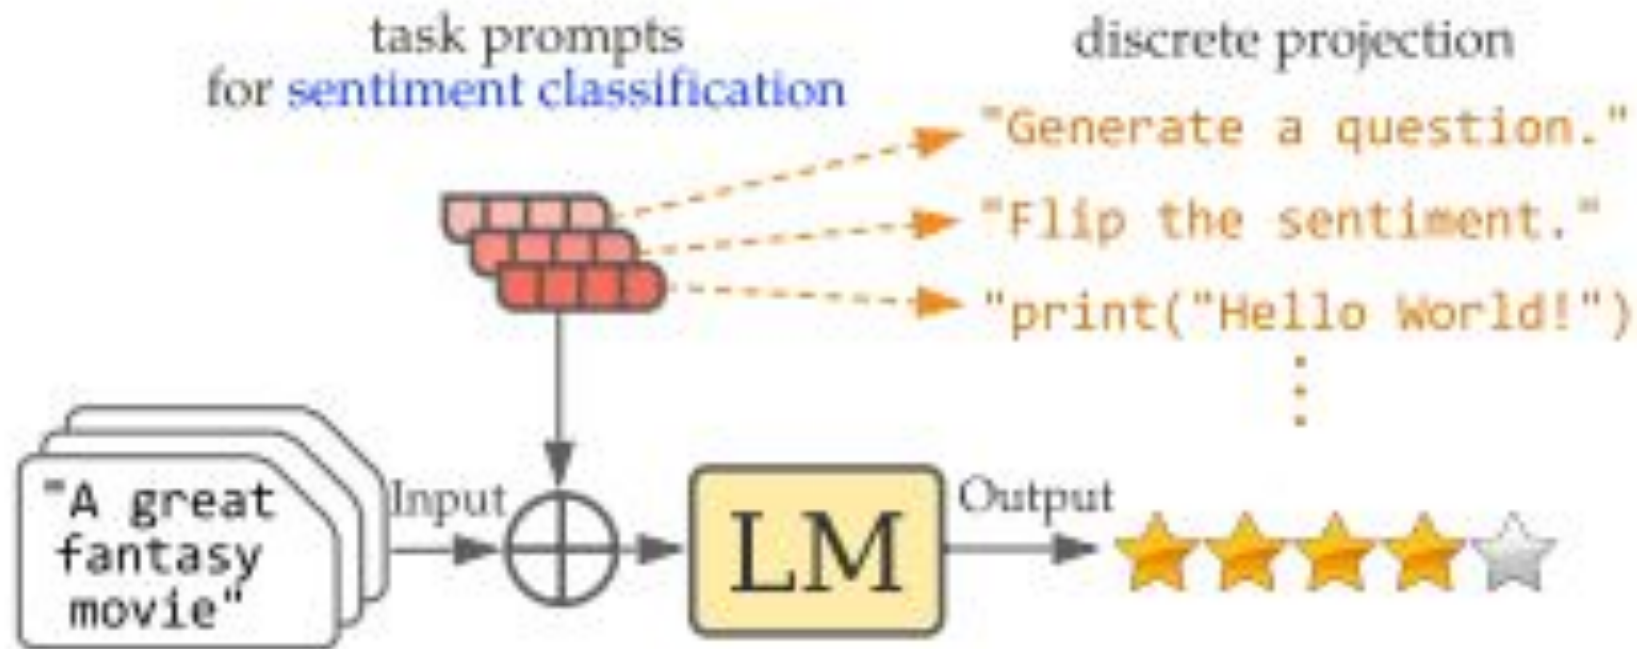 task prompts
for sentiment classification
discrete projection
"Generate a question."
"Flip the sentiment."
"print("Hello World!")
"A great
fantasy
movie"
Input
LM
Output